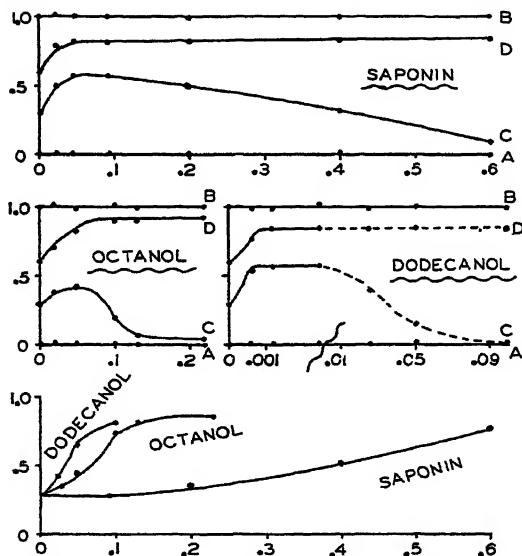 1.0
B
D
SAPONIN
.5
C
0
A
0 .1 .2 .3 .4 .5 .6
1.0
B
D
OCTANOL
.5
C
0
A
0 .1 .2
B
D
DODECANOL
C
A
0 0.001 .01 0.05 0.09
1.0
DODECANOL
OCTANOL
.5
SAPONIN
0
0 .1 .2 .3 .4 .5 .6